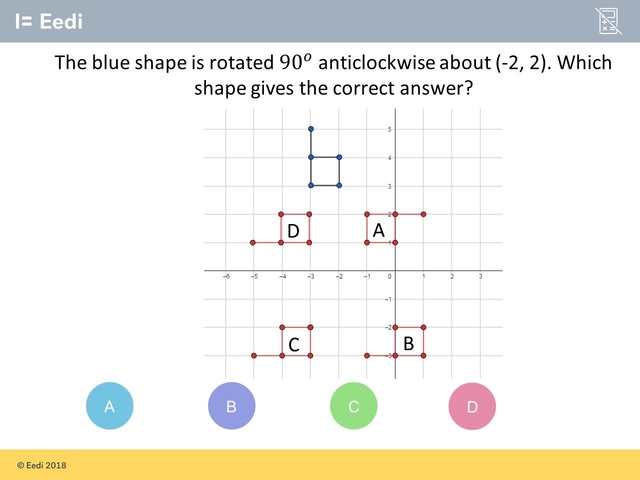 Eedi
The blue shape is rotated 90° anticlockwise about (-2, 2). Which
shape gives the correct answer?
5
4
3
D
A
2
1
-6 -5 -4 -3 -2 -1 0 1 2 3
-1
-2
C
B
-3
A B C D
© Eedi 2018